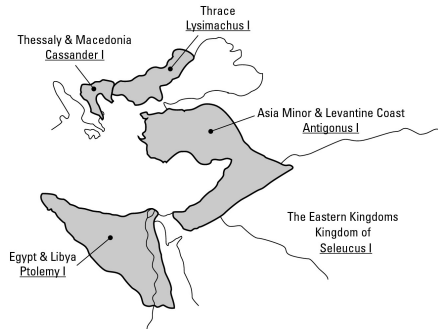 Thrace
Lysimachus I
Thessaly & Macedonia
Cassander I
Asia Minor & Levantine Coast
Antigonus I
The Eastern Kingdoms
Kingdom of
Seleucus I
Egypt & Libya
Ptolemy I